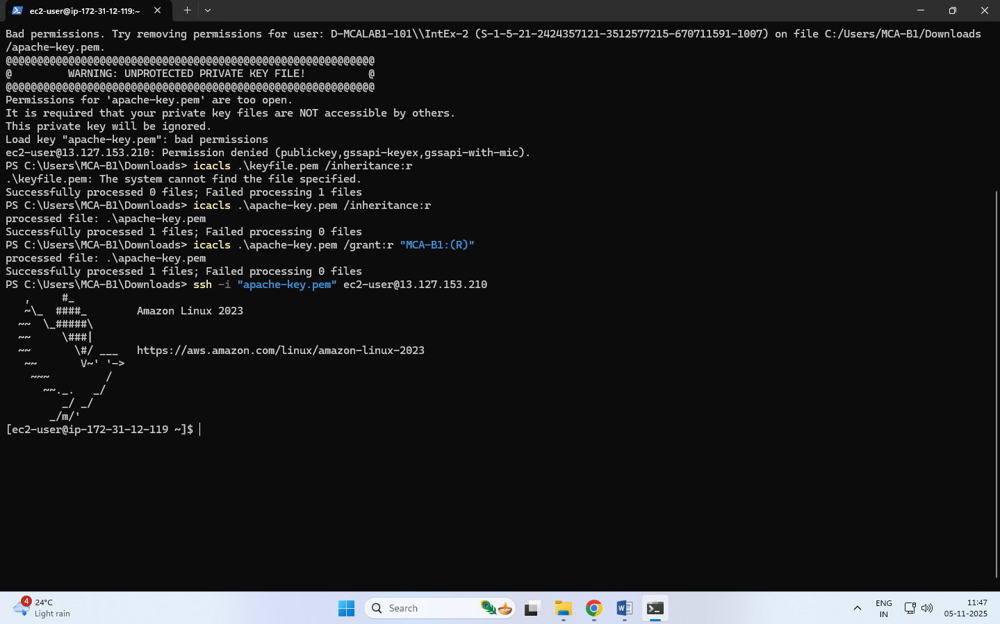 ec2-user@ip-172-31-12-119:~
Bad permissions. Try removing permissions for user: D-MCALAB1-101\\IntEx-2 (S-1-5-21-2424357121-3512577215-670711591-1007) on file C:/Users/MCA-B1/Downloads
/apache-key.pem.
@@@@@@@@@@@@@@@@@@@@@@@@@@@@@@@@@@@@@@@@@@@@@@@@@@@@@@@@@@@
@         WARNING: UNPROTECTED PRIVATE KEY FILE!          @
@@@@@@@@@@@@@@@@@@@@@@@@@@@@@@@@@@@@@@@@@@@@@@@@@@@@@@@@@@@
Permissions for 'apache-key.pem' are too open.
It is required that your private key files are NOT accessible by others.
This private key will be ignored.
Load key "apache-key.pem": bad permissions
ec2-user@13.127.153.210: Permission denied (publickey,gssapi-keyex,gssapi-with-mic).
PS C:\Users\MCA-B1\Downloads> icacls .\keyfile.pem /inheritance:r
.\keyfile.pem: The system cannot find the file specified.
Successfully processed 0 files; Failed processing 1 files
PS C:\Users\MCA-B1\Downloads> icacls .\apache-key.pem /inheritance:r
processed file: .\apache-key.pem
Successfully processed 1 files; Failed processing 0 files
PS C:\Users\MCA-B1\Downloads> icacls .\apache-key.pem /grant:r "MCA-B1:(R)"
processed file: .\apache-key.pem
Successfully processed 1 files; Failed processing 0 files
PS C:\Users\MCA-B1\Downloads> ssh -i "apache-key.pem" ec2-user@13.127.153.210
   ,     #_
   ~\_  ####_        Amazon Linux 2023
  ~~  \_#####\
  ~~     \###|
  ~~       \#/ ___   https://aws.amazon.com/linux/amazon-linux-2023
   ~~       V~' '->
    ~~~         /
      ~~._.   _/
         _/ _/
       _/m/'
[ec2-user@ip-172-31-12-119 ~]$
4
24°C
Light rain
Search
ENG
IN
11:47
05-11-2025